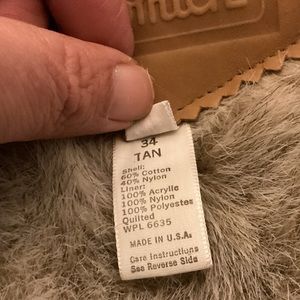 34
TAN
Shell:
60% Cotton
40% Nylon
Liner:
100% Acrylic
100% Nylon
100% Polyester
Quilted
WPL 6635
MADE IN U.S.A.
Care Instructions
See Reverse Side